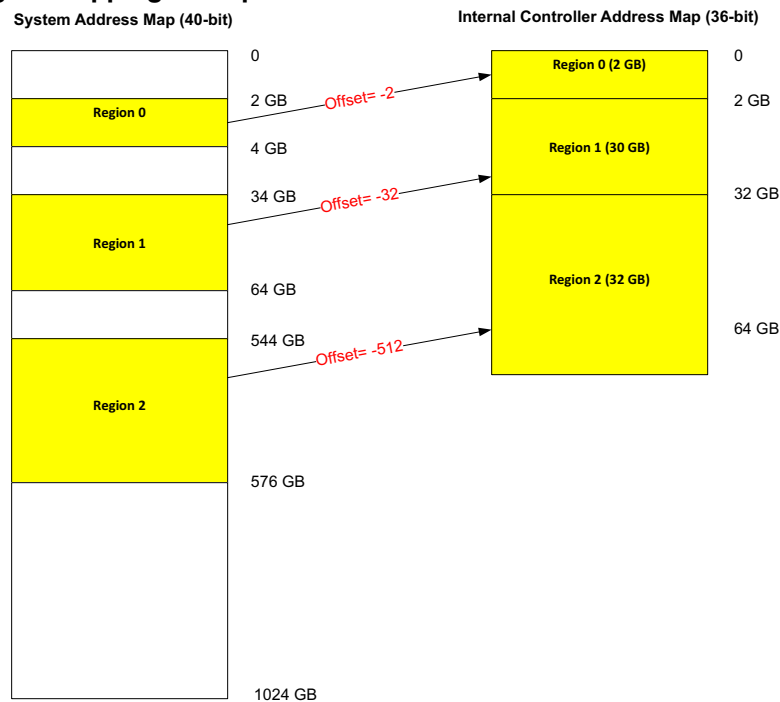 System Address Map (40-bit)
Internal Controller Address Map (36-bit)
0
0
Region 0 (2 GB)
Region 0
2 GB
Offset= -2
2 GB
4 GB
Region 1 (30 GB)
34 GB
Offset= -32
32 GB
Region 1
Region 2 (32 GB)
64 GB
544 GB
Offset= -512
64 GB
Region 2
576 GB
1024 GB